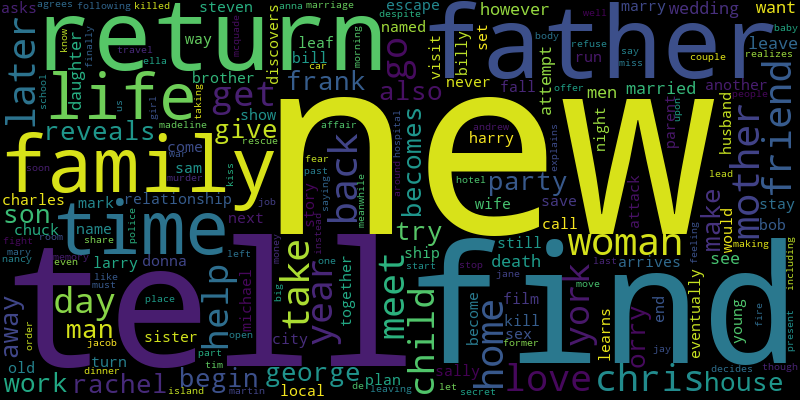 asks agrees following killed anna marriage steven escape despite marry wedding want well
return father
know finally way discovers named set visit billy however refuse run say miss us baby leave realizes
later life daughter travel ella leaf bill mcquade car morning frank go never fall attempt body couple another men married
school brother get also offer upon people friend
reveals girl taking madeline show affair hospital andrew harry explains night parent husband mother
family new
soon come war rescue fear past around becomes
sam murder kiss story back saying meanwhile hotel party lead
charles mark relationship wife save stay
son time chuck name next job instead call attack make would bob
fight police share together try still woman last feeling making
mary nancy room larry donna left money one ship start death arrives see
tell find
even memory like must help michael take year meet child stop jane move york including
day place big film become home kill former sex end eventually young fire
away man jacob sister open city learns orry jay present
order old turn dinner part tim george local plan sally love chris decides though house
work rachel begin island martin de leaving let secret